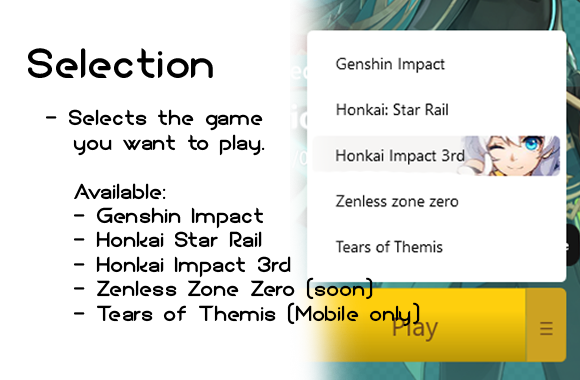 Selection
- Selects the game
you want to play.
Available:
- Genshin Impact
- Honkai Star Rail
- Honkai Impact 3rd
- Zenless Zone Zero (soon)
- Tears of Themis (Mobile only)
Genshin Impact
Honkai: Star Rail
Honkai Impact 3rd
Zenless zone zero
Tears of Themis
Play